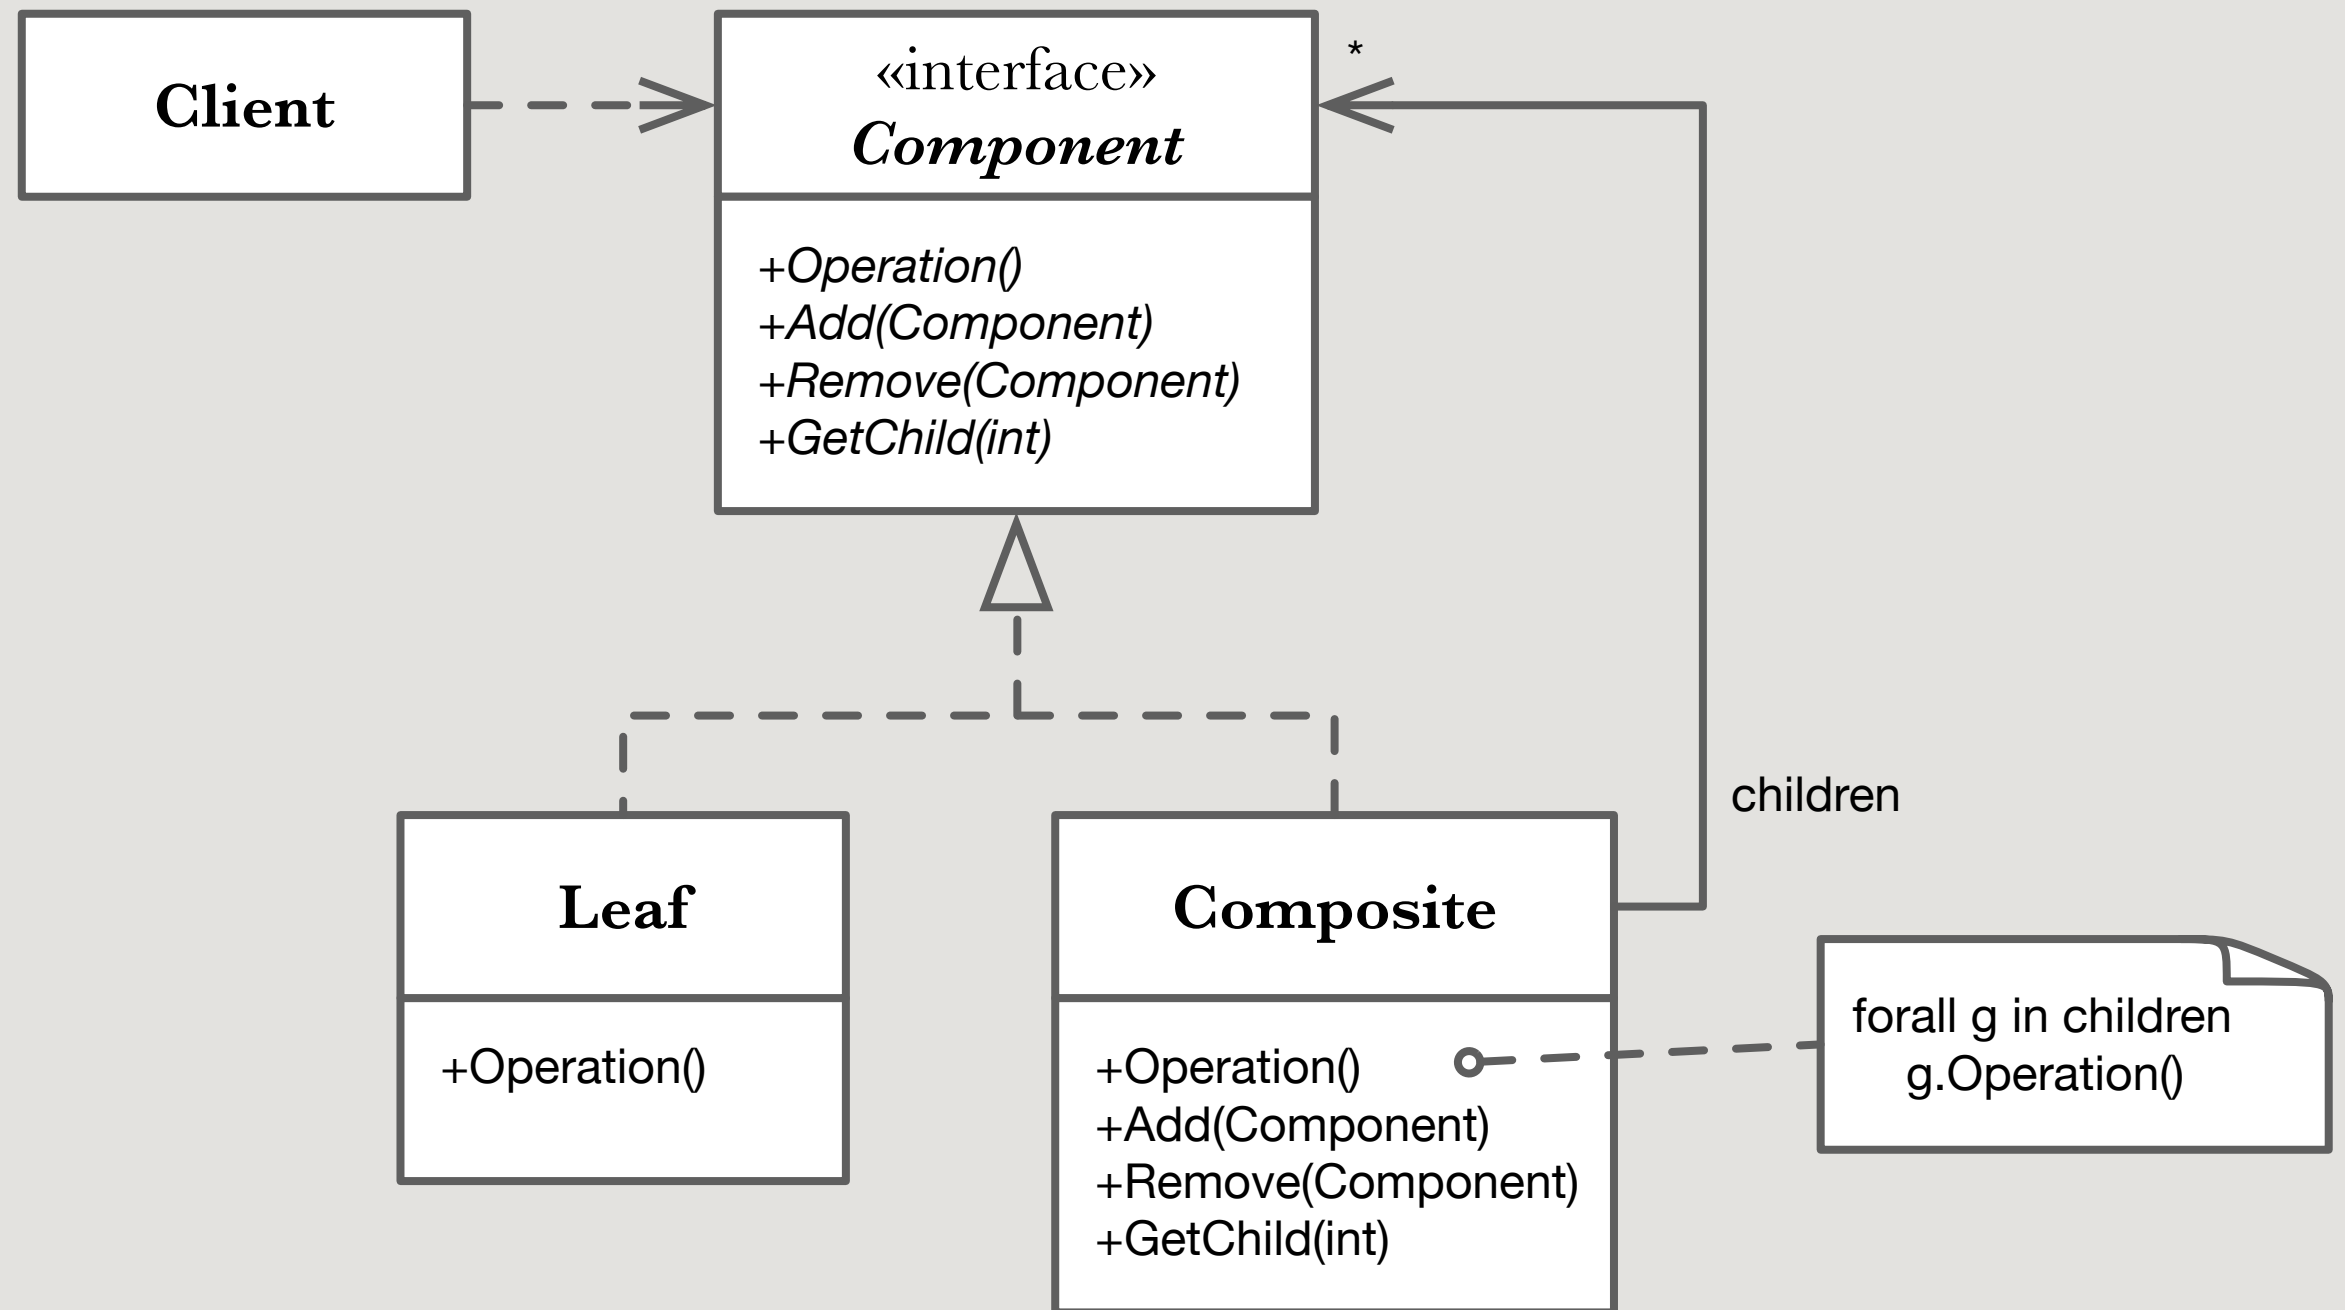 Client
«interface»
Component
*
+Operation()
+Add(Component)
+Remove(Component)
+GetChild(int)
children
Leaf
+Operation()
Composite
+Operation()
+Add(Component)
+Remove(Component)
+GetChild(int)
forall g in children
g.Operation()